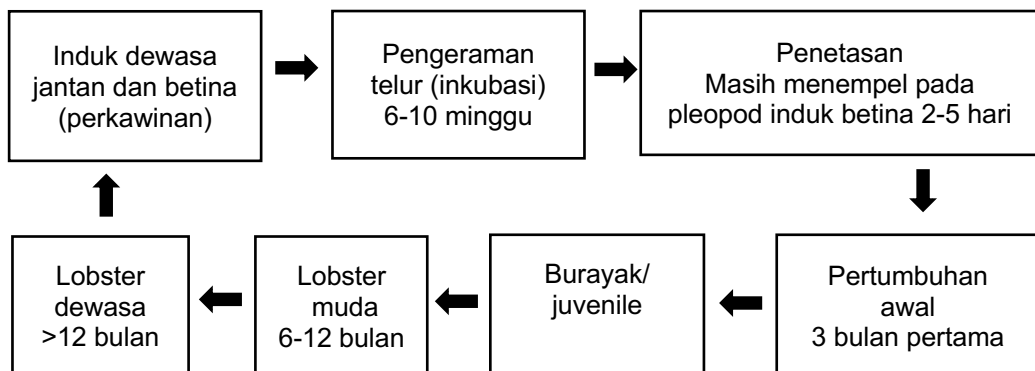 Induk dewasa
jantan dan betina
(perkawinan)
Pengeraman
telur (inkubasi)
6-10 minggu
Penetasan
Masih menempel pada
pleopod induk betina 2-5 hari
Pertumbuhan
awal
3 bulan pertama
Burayak/
juvenile
Lobster
muda
6-12 bulan
Lobster
dewasa
>12 bulan